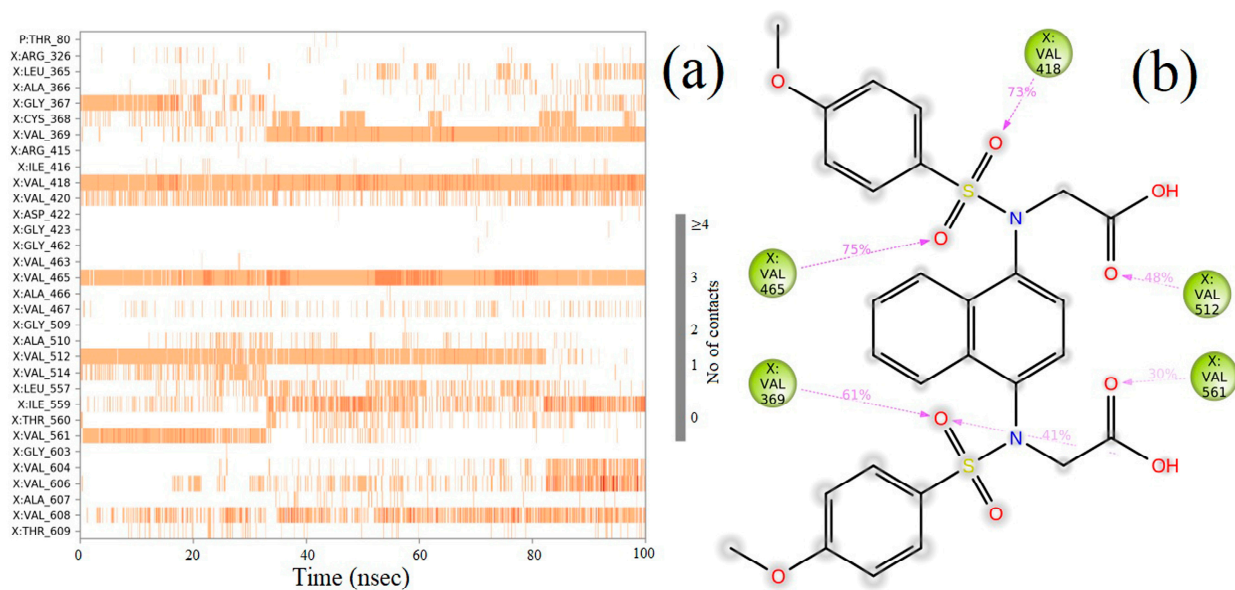 P:THR_80
X:ARG_326
X:LEU_365
X:ALA_366
X:GLY_367
X:CYS_368
X:VAL_369
X:ARG_415
X:ILE_416
X:VAL_418
X:VAL_420
X:ASP_422
X:GLY_423
X:GLY_462
X:VAL_463
X:VAL_465
X:ALA_466
X:VAL_467
X:GLY_509
X:ALA_510
X:VAL_512
X:VAL_514
X:LEU_557
X:ILE_559
X:THR_560
X:VAL_561
X:GLY_603
X:VAL_604
X:VAL_606
X:ALA_607
X:VAL_608
X:THR_609
0 20 40 60 80 100
Time (nsec)
(a)
≥4
3
2
1
0
No of contacts
(b)
X:
VAL
418
73%
O
O
S
N
OH
O
O
75%
X:
VAL
465
48%
X:
VAL
512
X:
VAL
369
61%
X:
VAL
561
30%
O
O
41%
N
S
OH
O
O